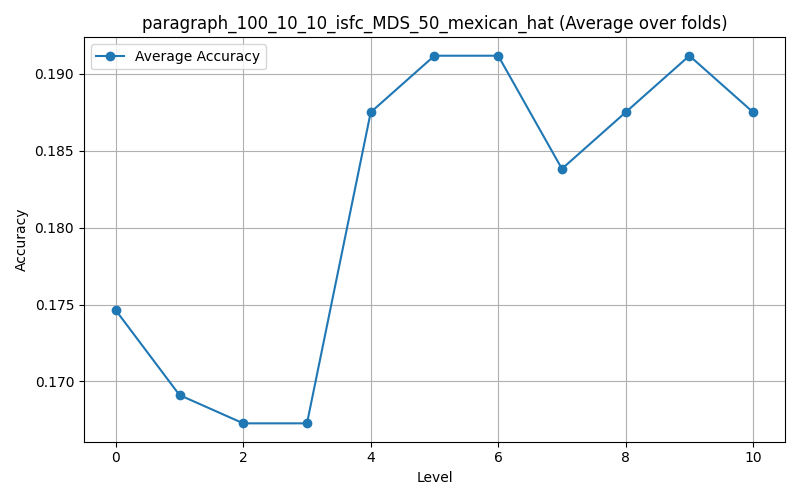 paragraph_100_10_10_isfc_MDS_50_mexican_hat (Average over folds)
Average Accuracy
0.190
0.185
0.180
0.175
0.170
Accuracy
0 2 4 6 8 10
Level